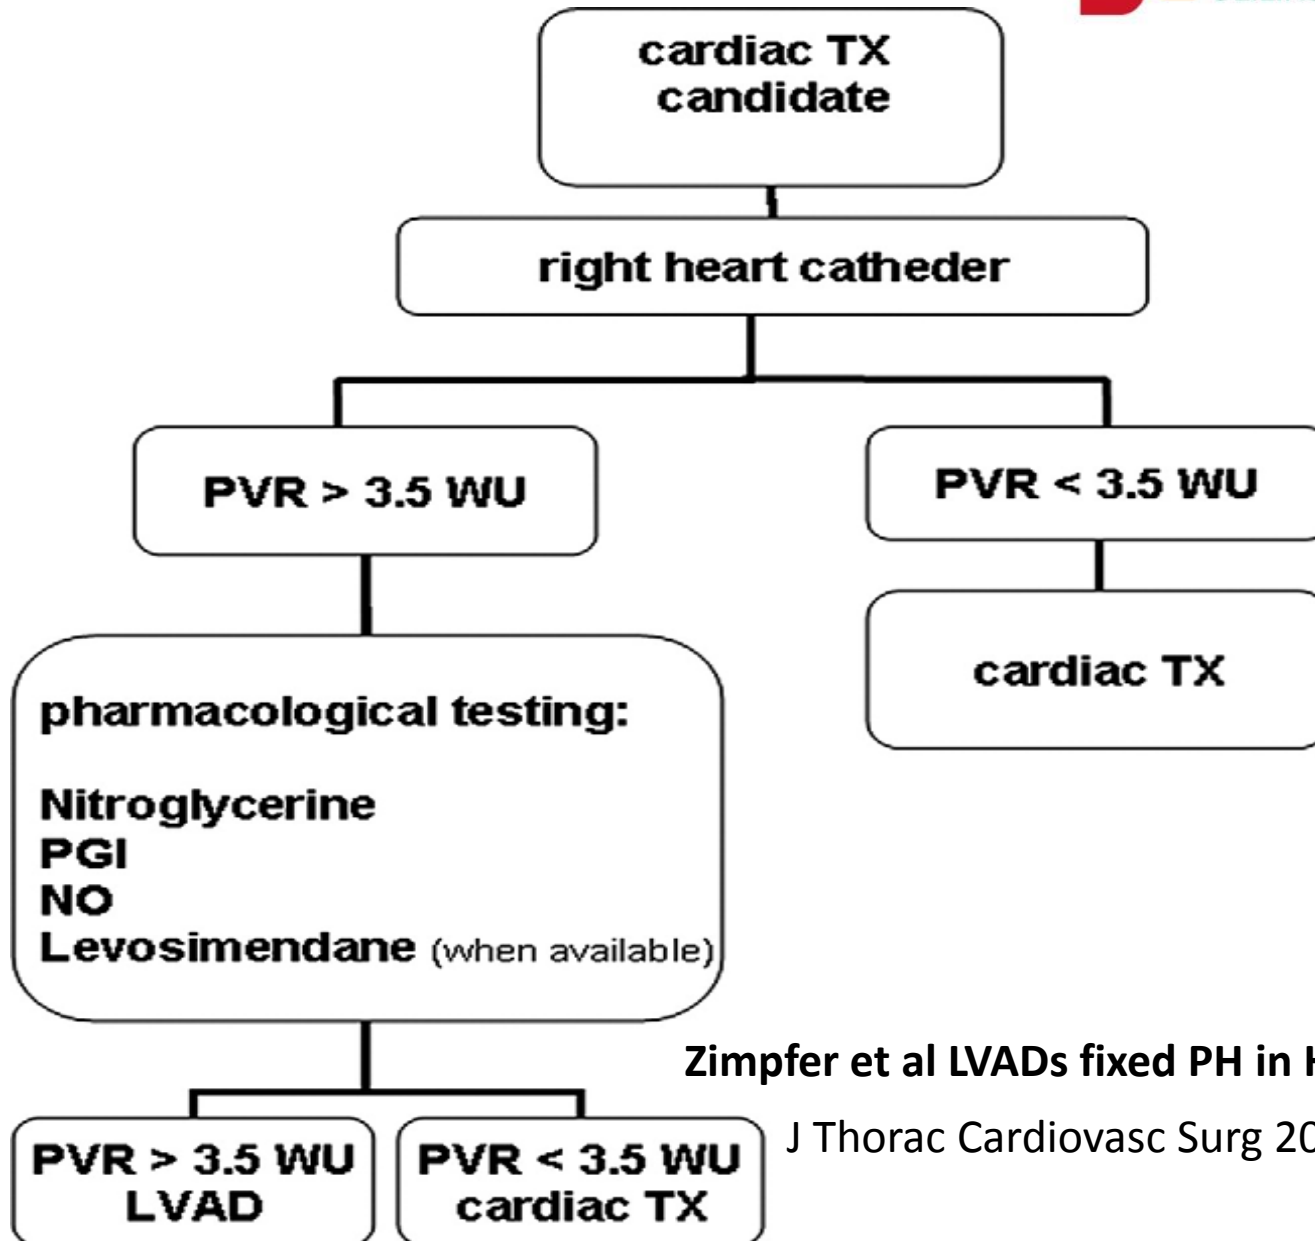 cardiac TX
candidate
right heart catheder
PVR > 3.5 WU
PVR < 3.5 WU
cardiac TX
pharmacological testing:
Nitroglycerine
PGI
NO
Levosimendane (when available)
Zimpfer et al LVADs fixed PH in
J Thorac Cardiovasc Surg
PVR > 3.5 WU
LVAD
PVR < 3.5 WU
cardiac TX